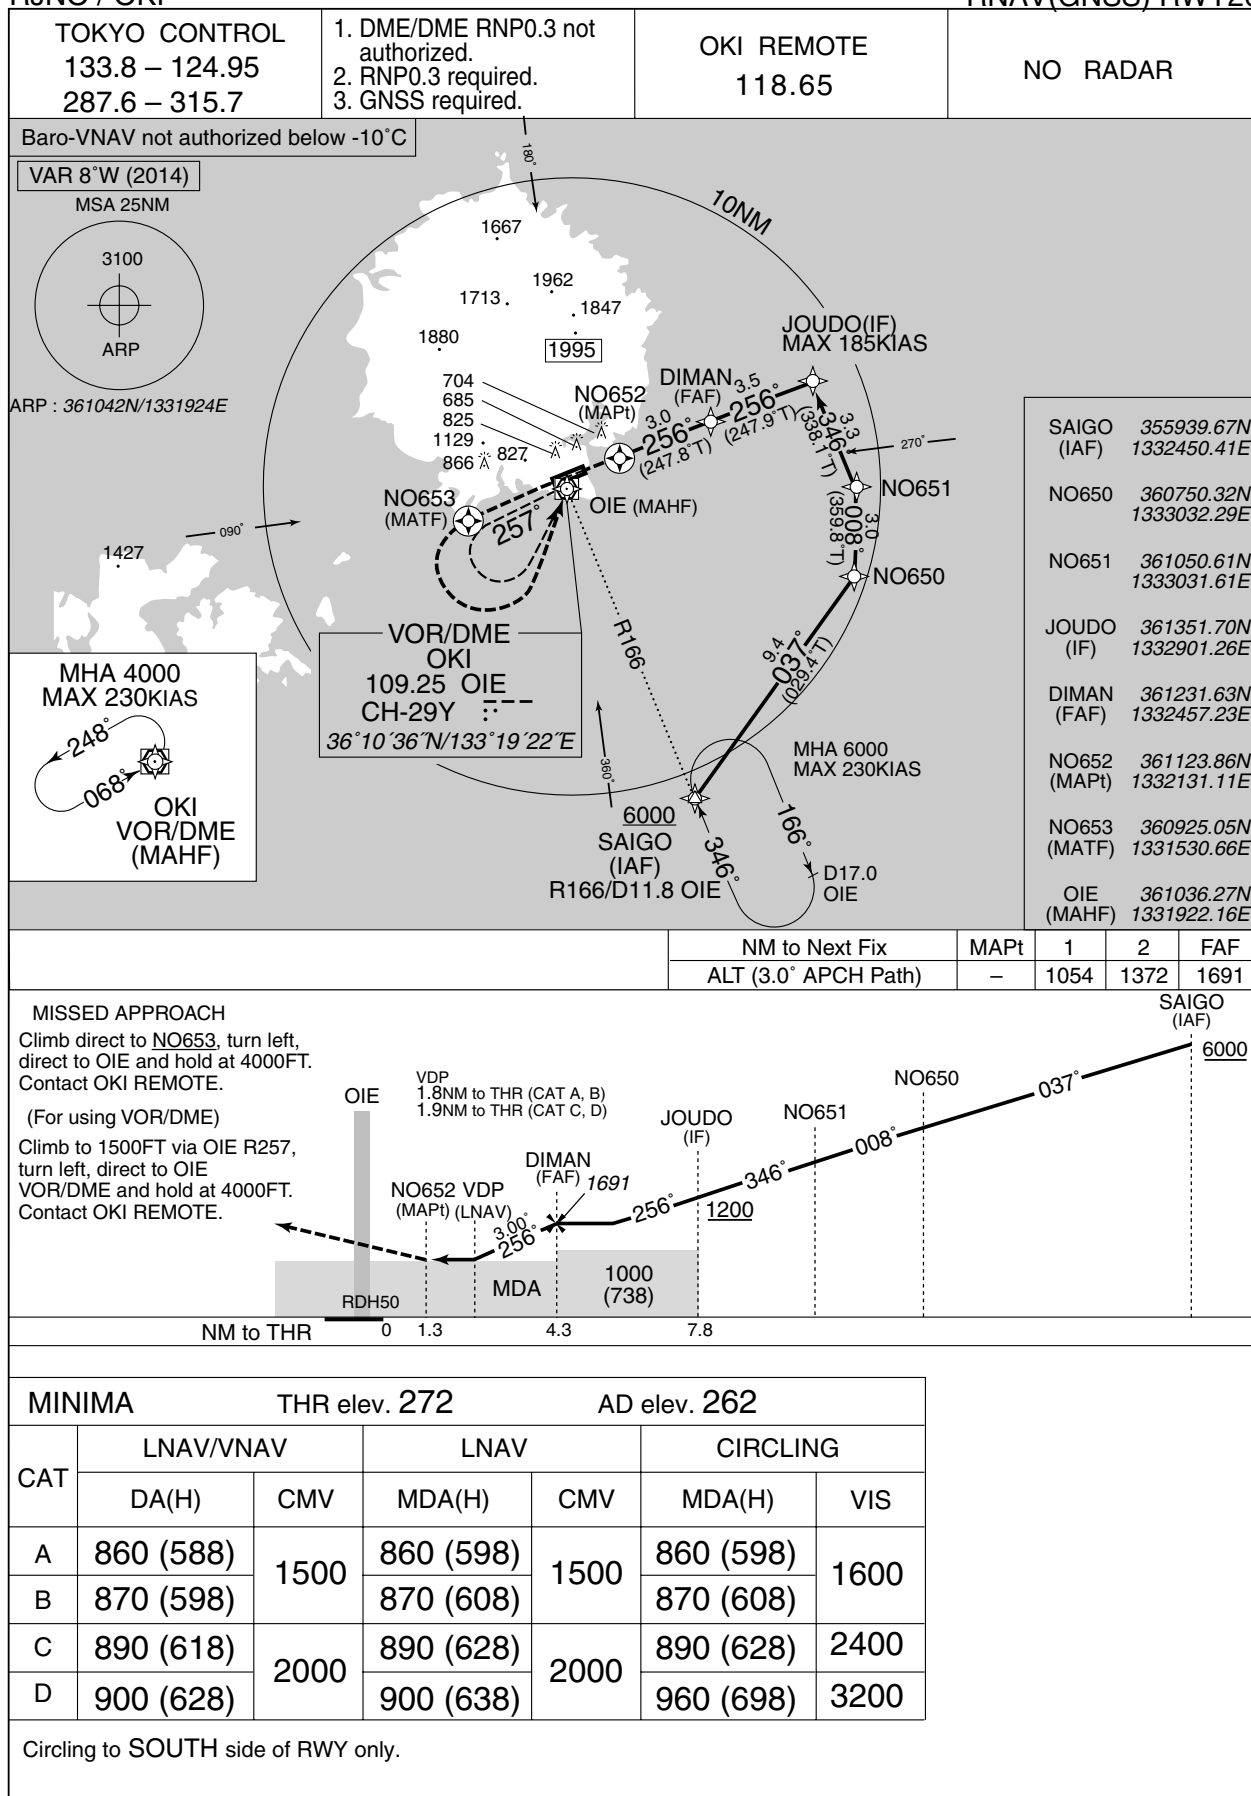 RJNO / OKI
RNAV(GNSS) RWY26
TOKYO CONTROL
133.8 – 124.95
287.6 – 315.7
1. DME/DME RNP0.3 not
authorized.
2. RNP0.3 required.
3. GNSS required.
OKI REMOTE
118.65
NO RADAR
Baro-VNAV not authorized below -10°C
VAR 8°W (2014)
MSA 25NM
3100
ARP
ARP : 361042N/1331924E
180°
10NM
1667
1962
1713
1847
1880
1995
704
685
825
1129
866
827
NO652
(MAPt)
DIMAN
(FAF)
JOUDO(IF)
MAX 185KIAS
3.5
256°
(247.9°T)
3.0
256°
(247.8°T)
3.3
346°
(338.1°T)
270°
NO651
3.0
008°
(359.8°T)
NO650
NO653
(MATF)
257°
OIE (MAHF)
090°
1427
R166
9.4
037°
(029.4°T)
VOR/DME
OKI
109.25 OIE
CH-29Y
36°10´36˝N/133°19´22˝E
360°
MHA 4000
MAX 230KIAS
248°
068°
OKI
VOR/DME
(MAHF)
MHA 6000
MAX 230KIAS
6000
SAIGO
(IAF)
R166/D11.8 OIE
166°
346°
D17.0
OIE
SAIGO 355939.67N
(IAF) 1332450.41E
NO650 360750.32N
1333032.29E
NO651 361050.61N
1333031.61E
JOUDO 361351.70N
(IF) 1332901.26E
DIMAN 361231.63N
(FAF) 1332457.23E
NO652 361123.86N
(MAPt) 1332131.11E
NO653 360925.05N
(MATF) 1331530.66E
OIE 361036.27N
(MAHF) 1331922.16E
NM to Next Fix MAPt 1 2 FAF
ALT (3.0° APCH Path) – 1054 1372 1691
MISSED APPROACH
Climb direct to NO653, turn left,
direct to OIE and hold at 4000FT.
Contact OKI REMOTE.
(For using VOR/DME)
Climb to 1500FT via OIE R257,
turn left, direct to OIE
VOR/DME and hold at 4000FT.
Contact OKI REMOTE.
OIE
VDP
1.8NM to THR (CAT A, B)
1.9NM to THR (CAT C, D)
SAIGO
(IAF)
6000
037°
NO650
008°
NO651
346°
JOUDO
(IF)
1200
256°
DIMAN
(FAF)
1691
NO652 VDP
(MAPt) (LNAV)
3.00°
256°
MDA
1000
(738)
RDH50
NM to THR 0 1.3 4.3 7.8
MINIMA THR elev. 272 AD elev. 262
CAT LNAV/VNAV LNAV CIRCLING
DA(H) CMV MDA(H) CMV MDA(H) VIS
A 860 (588) 1500 860 (598) 1500 860 (598) 1600
B 870 (598) 870 (608) 870 (608)
C 890 (618) 2000 890 (628) 2000 890 (628) 2400
D 900 (628) 900 (638) 960 (698) 3200
Circling to SOUTH side of RWY only.